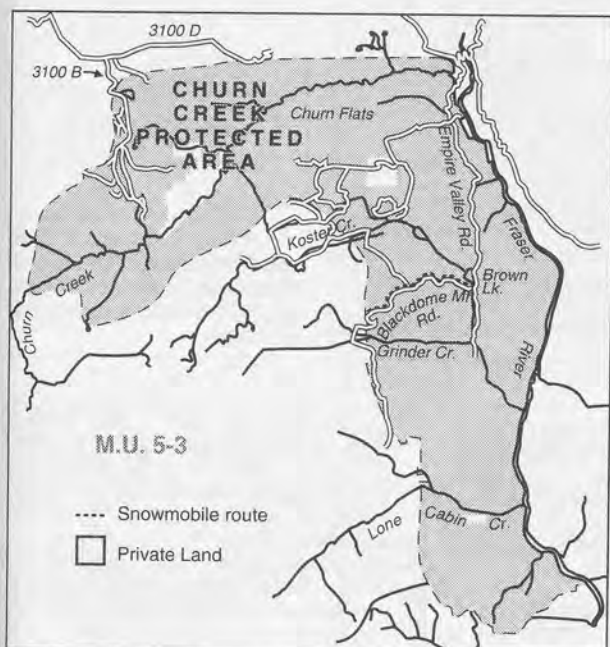 3100 D
3100 B
CHURN
CREEK
PROTECTED
AREA
Churn Flats
Empire Valley Rd.
Koster Cr.
Fraser
River
Brown
Lk.
Blackdome Mt.
Rd.
Grinder Cr.
Churn
Creek
M.U. 5-3
Snowmobile route
Private Land
Lone
Cabin
Cr.